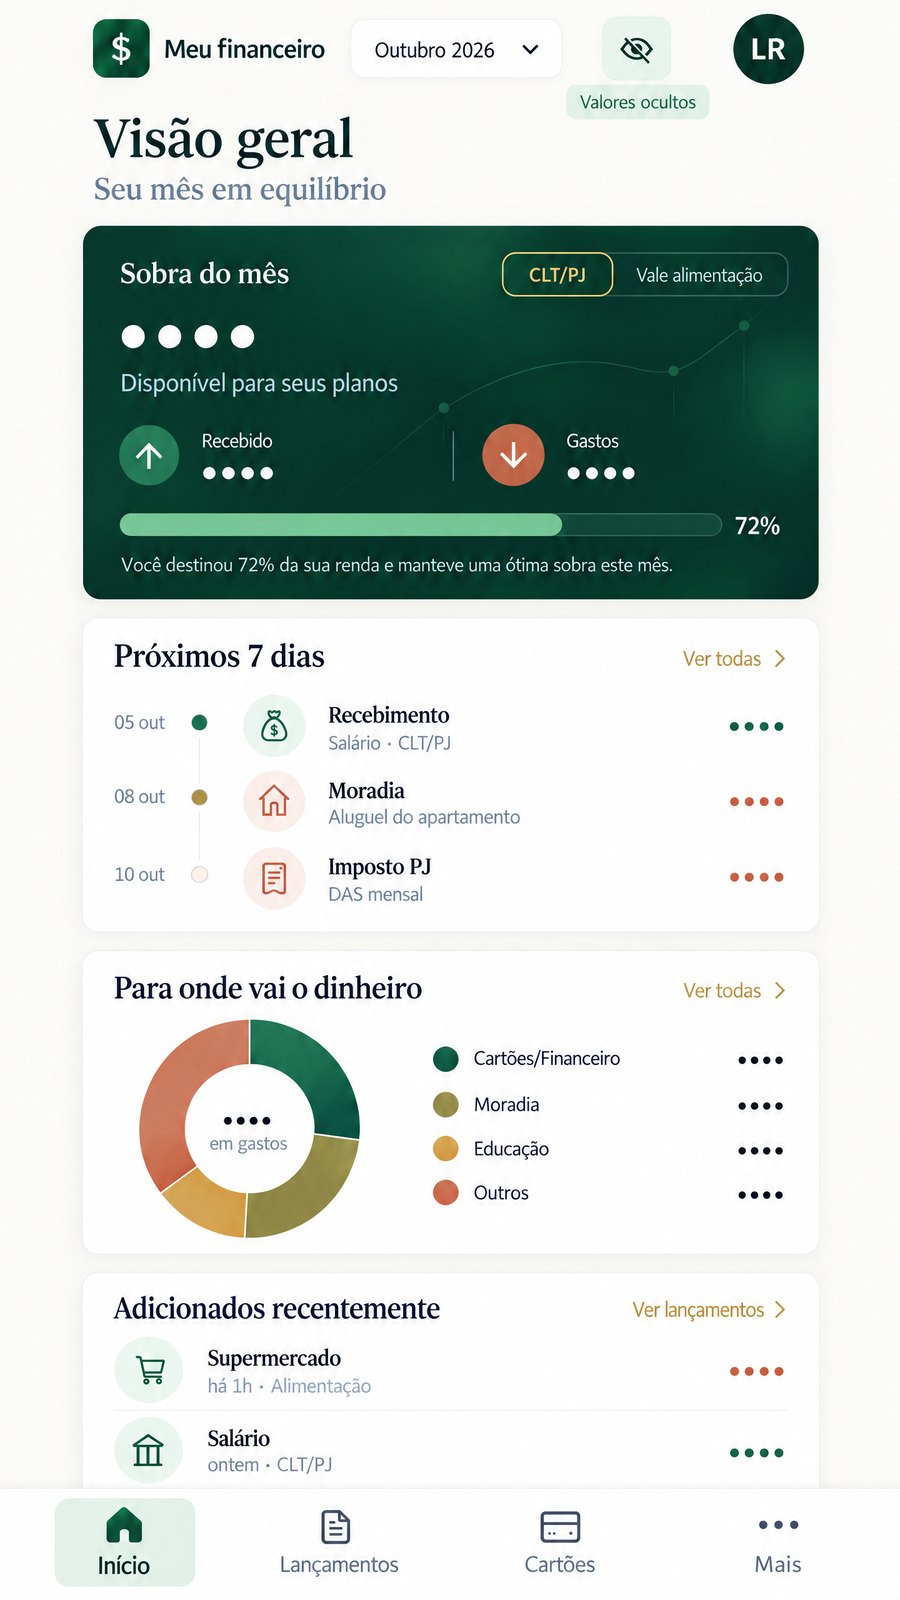 $ Meu financeiro
Outubro 2026
LR
Valores ocultos
Visão geral
Seu mês em equilíbrio
Sobra do mês
CLT/PJ
Vale alimentação
Disponível para seus planos
Recebido
Gastos
72%
Você destinou 72% da sua renda e manteve uma ótima sobra este mês.
Próximos 7 dias
Ver todas
05 out
Recebimento
Salário · CLT/PJ
08 out
Moradia
Aluguel do apartamento
10 out
Imposto PJ
DAS mensal
Para onde vai o dinheiro
Ver todas
em gastos
Cartões/Financeiro
Moradia
Educação
Outros
Adicionados recentemente
Ver lançamentos
Supermercado
há 1h · Alimentação
Salário
ontem · CLT/PJ
Início
Lançamentos
Cartões
Mais